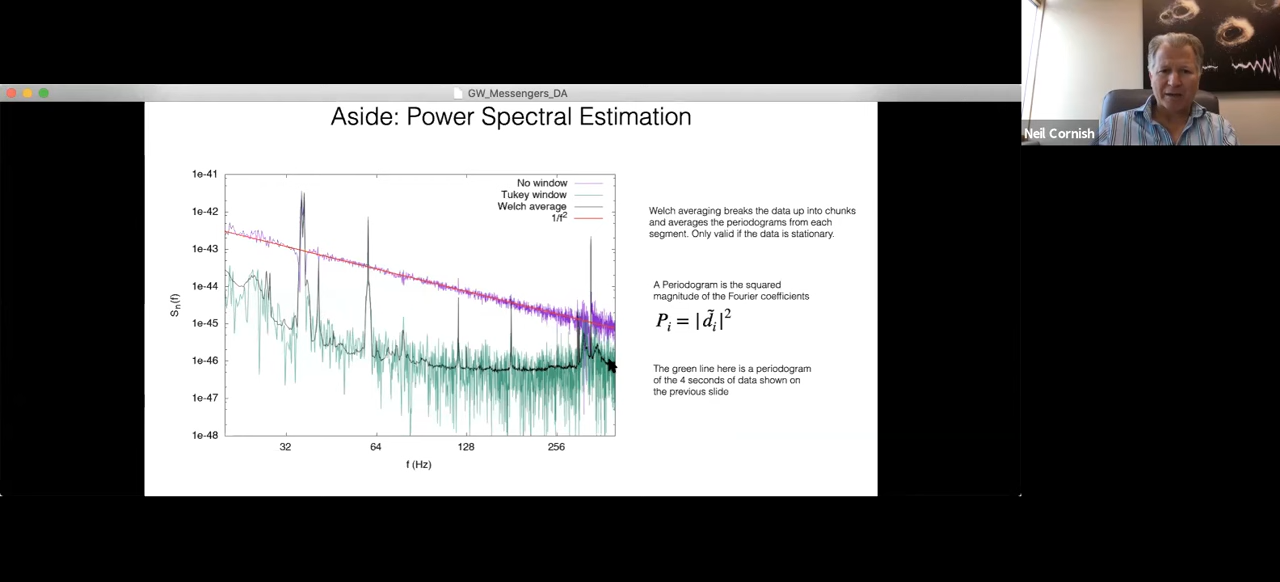 GW_Messengers_DA
Neil Cornish
Aside: Power Spectral Estimation
1e-41
1e-42
1e-43
1e-44
1e-45
1e-46
1e-47
1e-48
Sn(f)
No window
Tukey window
Welch average
1/f²
32
64
128
256
f (Hz)
Welch averaging breaks the data up into chunks
and averages the periodograms from each
segment. Only valid if the data is stationary.
A Periodogram is the squared
magnitude of the Fourier coefficients
Pᵢ = |d̃ᵢ|²
The green line here is a periodogram
of the 4 seconds of data shown on
the previous slide